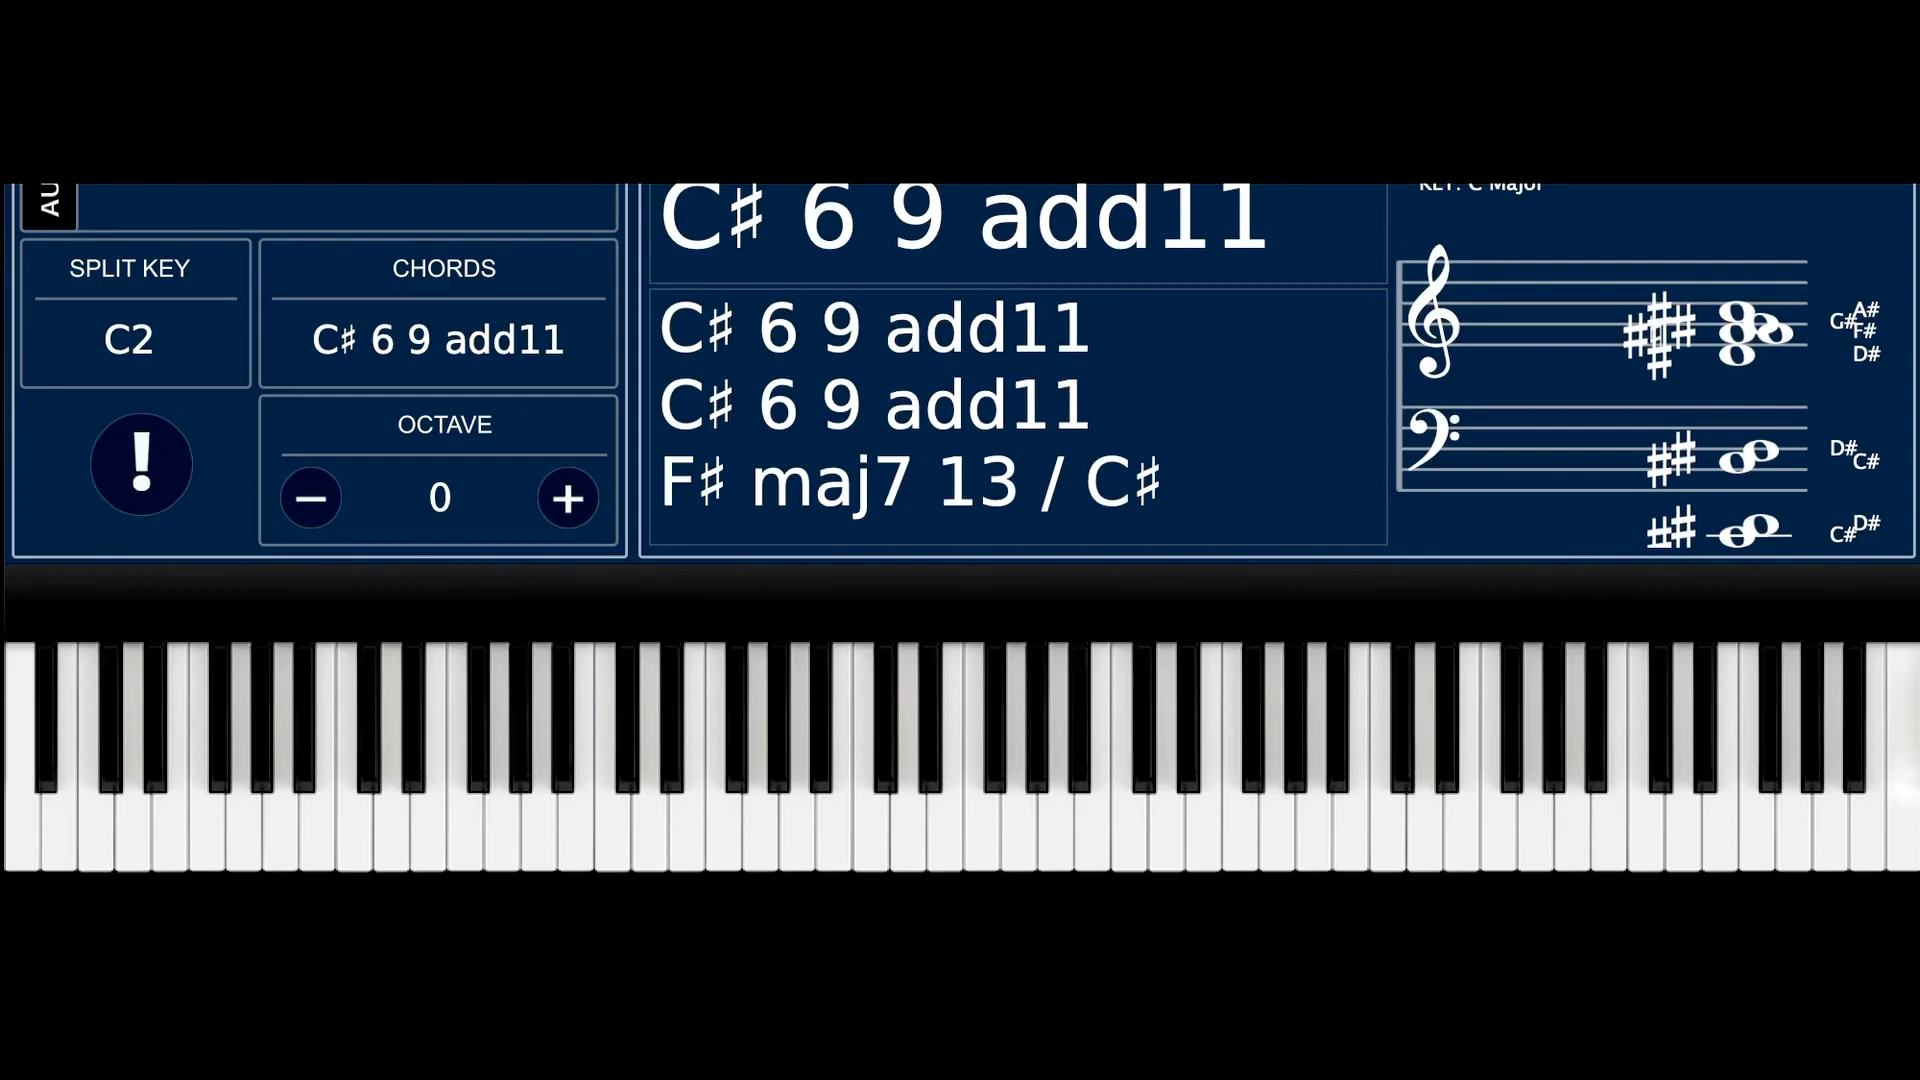 AU
SPLIT KEY
C2
CHORDS
C♯ 6 9 add11
OCTAVE
− 0 +
!
C♯ 6 9 add11
C♯ 6 9 add11
C♯ 6 9 add11
F♯ maj7 13 / C♯
KEY: C Major
A#
G#
F#
D#
D#
C#
D#
C#